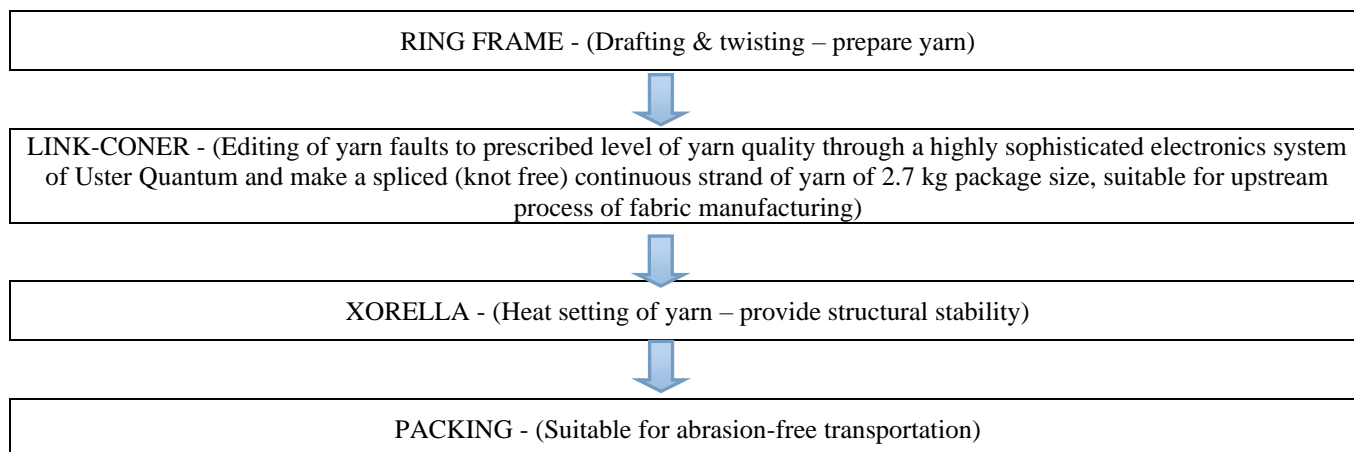 RING FRAME - (Drafting & twisting – prepare yarn)
LINK-CONER - (Editing of yarn faults to prescribed level of yarn quality through a highly sophisticated electronics system
of Uster Quantum and make a spliced (knot free) continuous strand of yarn of 2.7 kg package size, suitable for upstream
process of fabric manufacturing)
XORELLA - (Heat setting of yarn – provide structural stability)
PACKING - (Suitable for abrasion-free transportation)